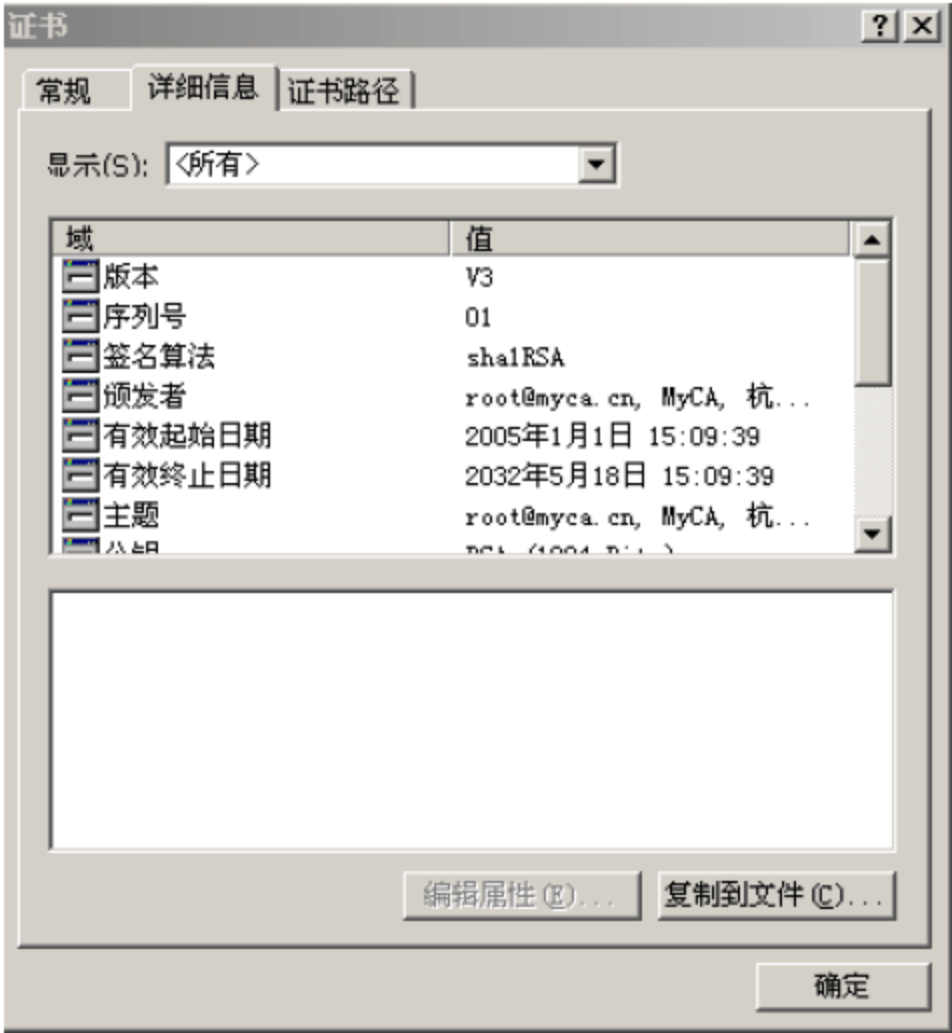 证书
常规 详细信息 证书路径
显示(S): <所有>
域 值
版本 V3
序列号 01
签名算法 sha1RSA
颁发者 root@myca.cn, MyCA, 杭...
有效起始日期 2005年1月1日 15:09:39
有效终止日期 2032年5月18日 15:09:39
主题 root@myca.cn, MyCA, 杭...
编辑属性(E)... 复制到文件(C)...
确定